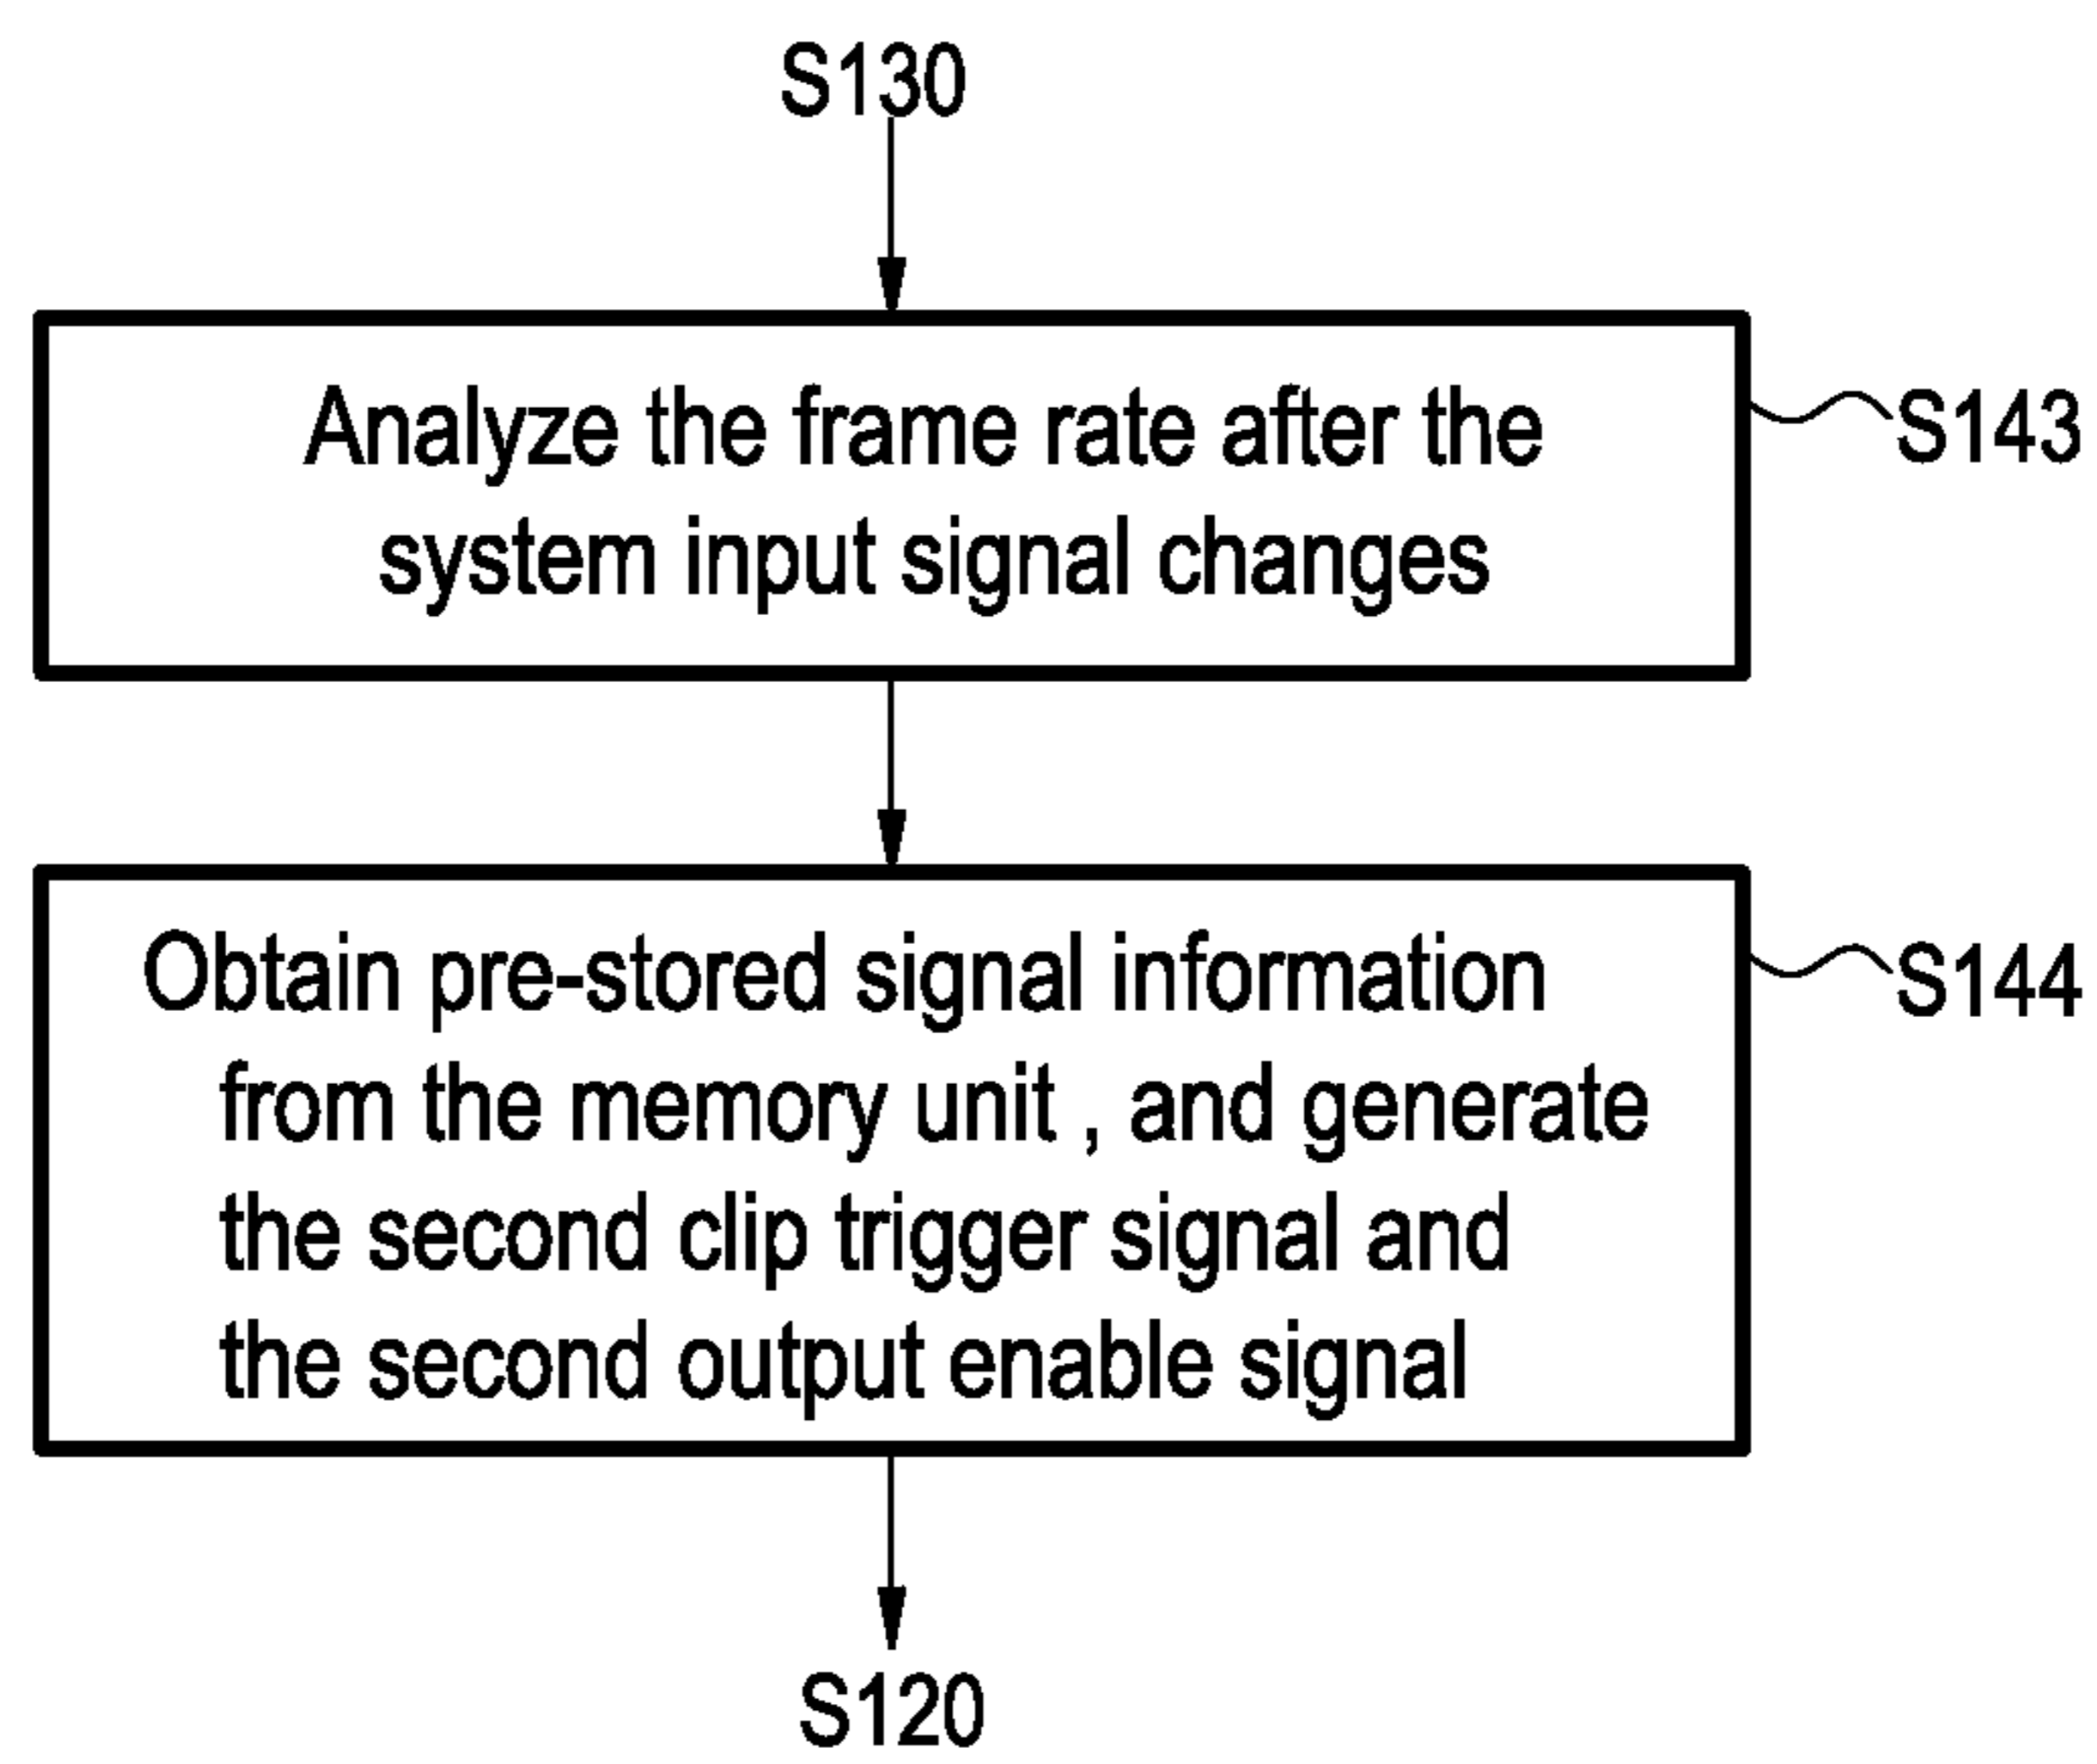 S130
Analyze the frame rate after the
system input signal changes
S143
Obtain pre-stored signal information
from the memory unit , and generate
the second clip trigger signal and
the second output enable signal
S144
S120